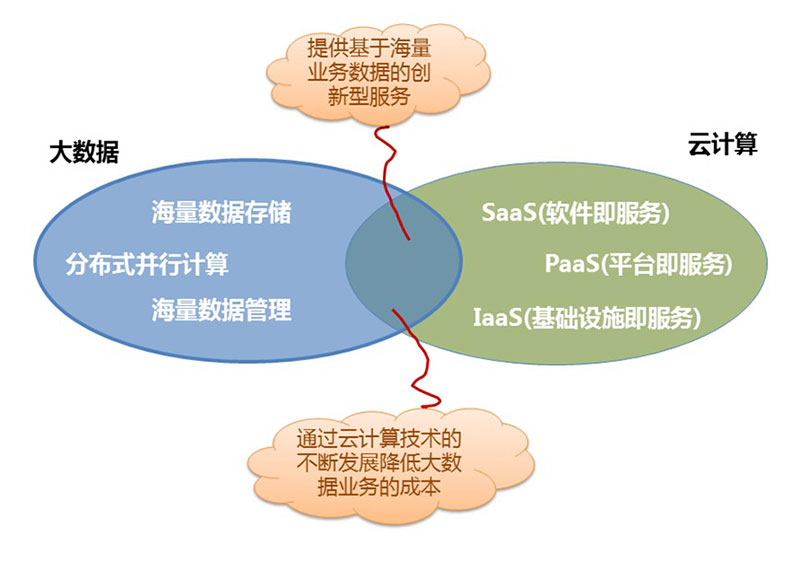 提供基于海量
业务数据的创
新型服务
大数据
云计算
海量数据存储
分布式并行计算
海量数据管理
SaaS(软件即服务)
PaaS(平台即服务)
IaaS(基础设施即服务)
通过云计算技术的
不断发展降低大数
据业务的成本